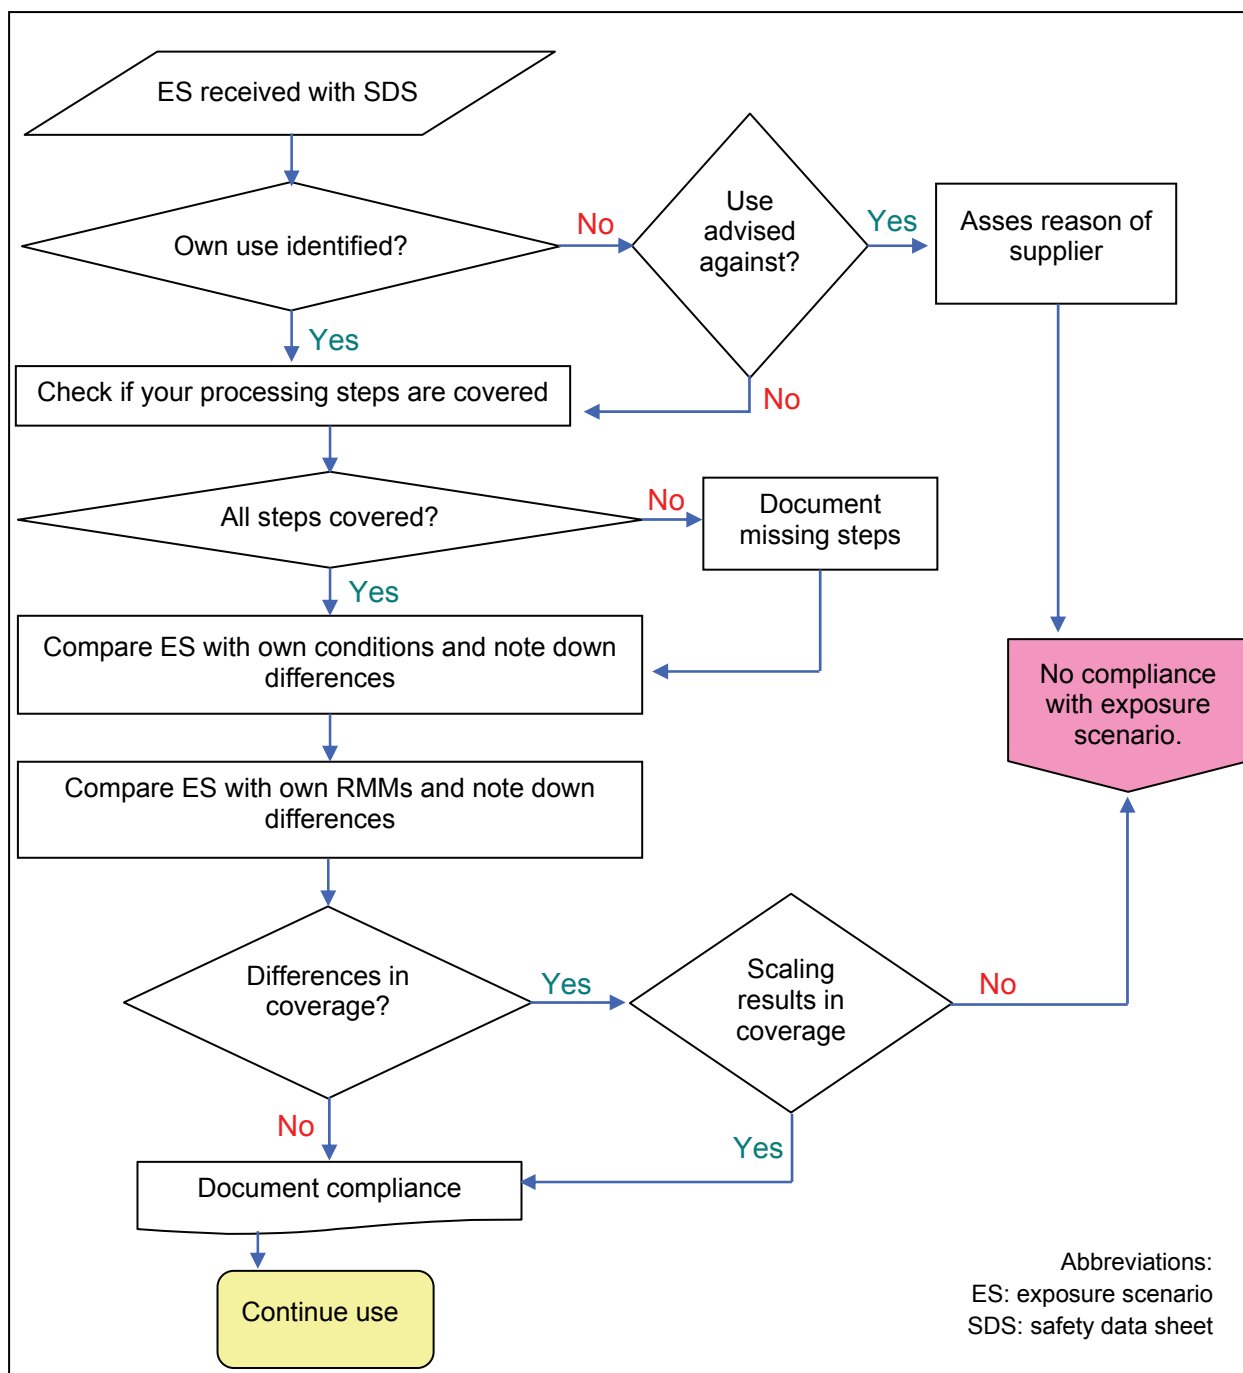 ES received with SDS
Own use identified?
No
Use
advised
against?
Yes
Asses reason of
supplier
Yes
No
Check if your processing steps are covered
All steps covered?
No
Document
missing steps
Yes
Compare ES with own conditions and note down
differences
No compliance
with exposure
scenario.
Compare ES with own RMMs and note down
differences
Differences in
coverage?
Yes
Scaling
results in
coverage
No
No
Yes
Document compliance
Continue use
Abbreviations:
ES: exposure scenario
SDS: safety data sheet